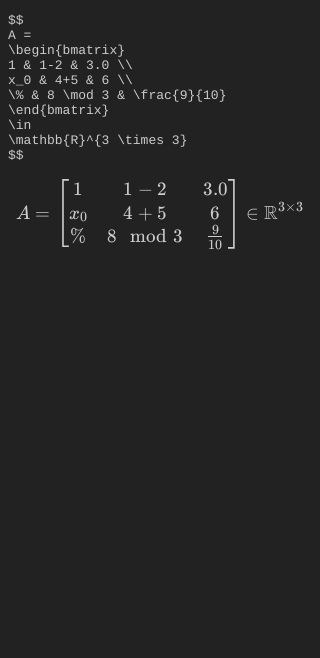 $$
A =
\begin{bmatrix}
1 & 1-2 & 3.0 \\
x_0 & 4+5 & 6 \\
\% & 8 \mod 3 & \frac{9}{10}
\end{bmatrix}
\in
\mathbb{R}^{3 \times 3}
$$
A = [1 1 − 2 3.0
x₀ 4 + 5 6
% 8 mod 3 9/10] ∈ ℝ³ˣ³